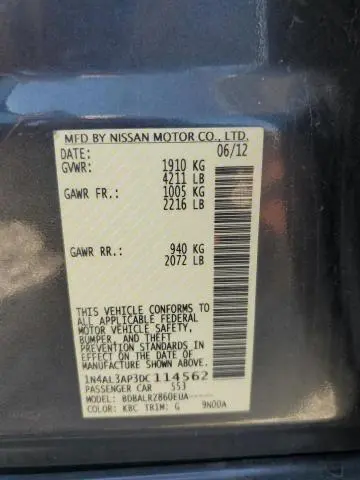 MFD BY NISSAN MOTOR CO., LTD.
DATE: 06/12
GVWR: 1910 KG
4211 LB
GAWR FR.: 1005 KG
2216 LB
GAWR RR.: 940 KG
2072 LB
THIS VEHICLE CONFORMS TO
ALL APPLICABLE FEDERAL
MOTOR VEHICLE SAFETY,
BUMPER, AND THEFT
PREVENTION STANDARDS IN
EFFECT ON THE DATE OF
MANUFACTURE SHOWN ABOVE.
1N4AL3AP3DC114562
PASSENGER CAR 553
MODEL: BDBALRZ860EUA-----
COLOR: KBC TRIM: G 9N00A